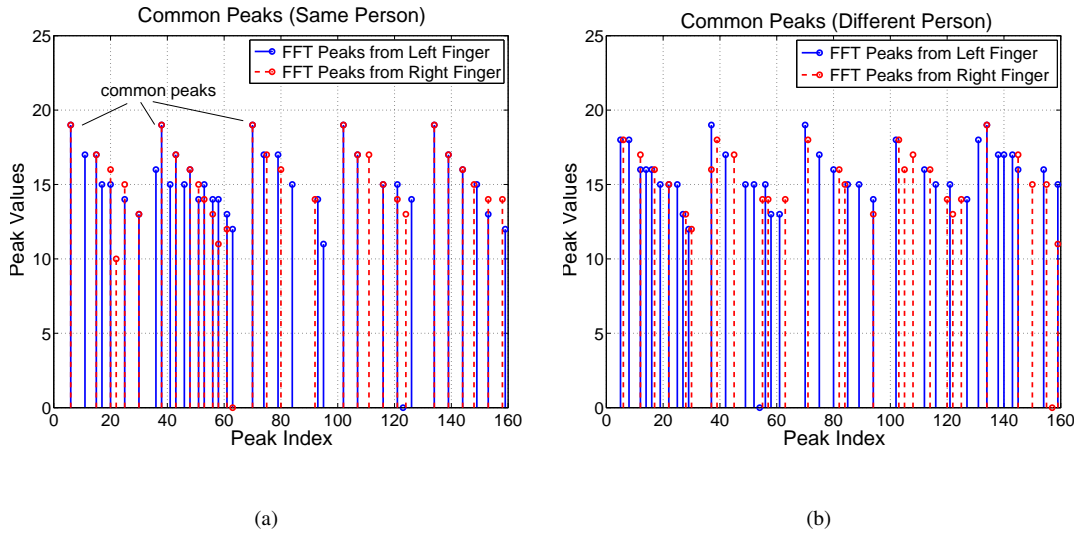 Common Peaks (Same Person)
25
20
15
10
5
0
0 20 40 60 80 100 120 140 160
Peak Values
Peak Index
FFT Peaks from Left Finger
FFT Peaks from Right Finger
common peaks
(a)
Common Peaks (Different Person)
25
20
15
10
5
0
0 20 40 60 80 100 120 140 160
Peak Values
Peak Index
FFT Peaks from Left Finger
FFT Peaks from Right Finger
(b)